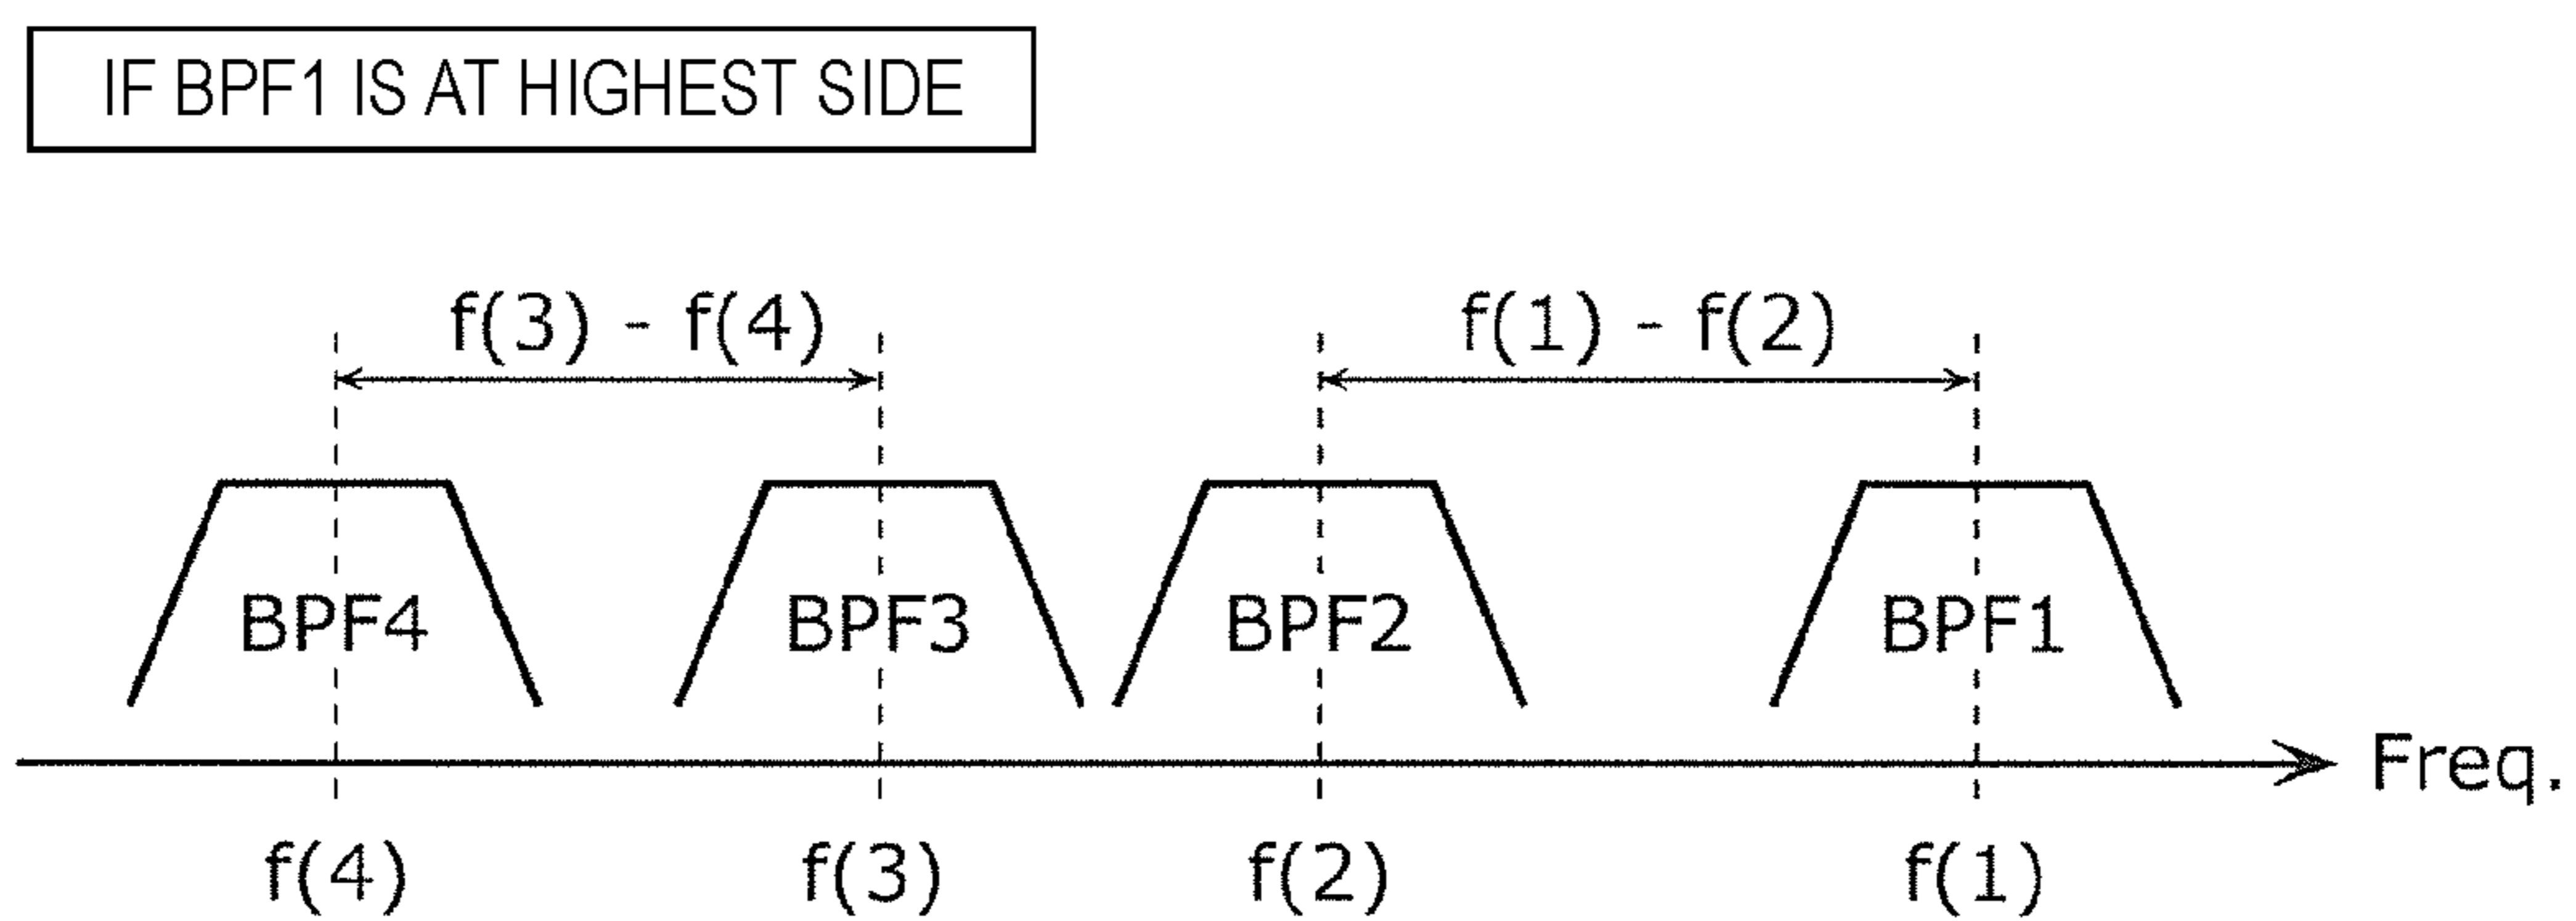 IF BPF1 IS AT HIGHEST SIDE
f(3) - f(4) f(1) - f(2)
BPF4 BPF3 BPF2 BPF1
Freq.
f(4) f(3) f(2) f(1)